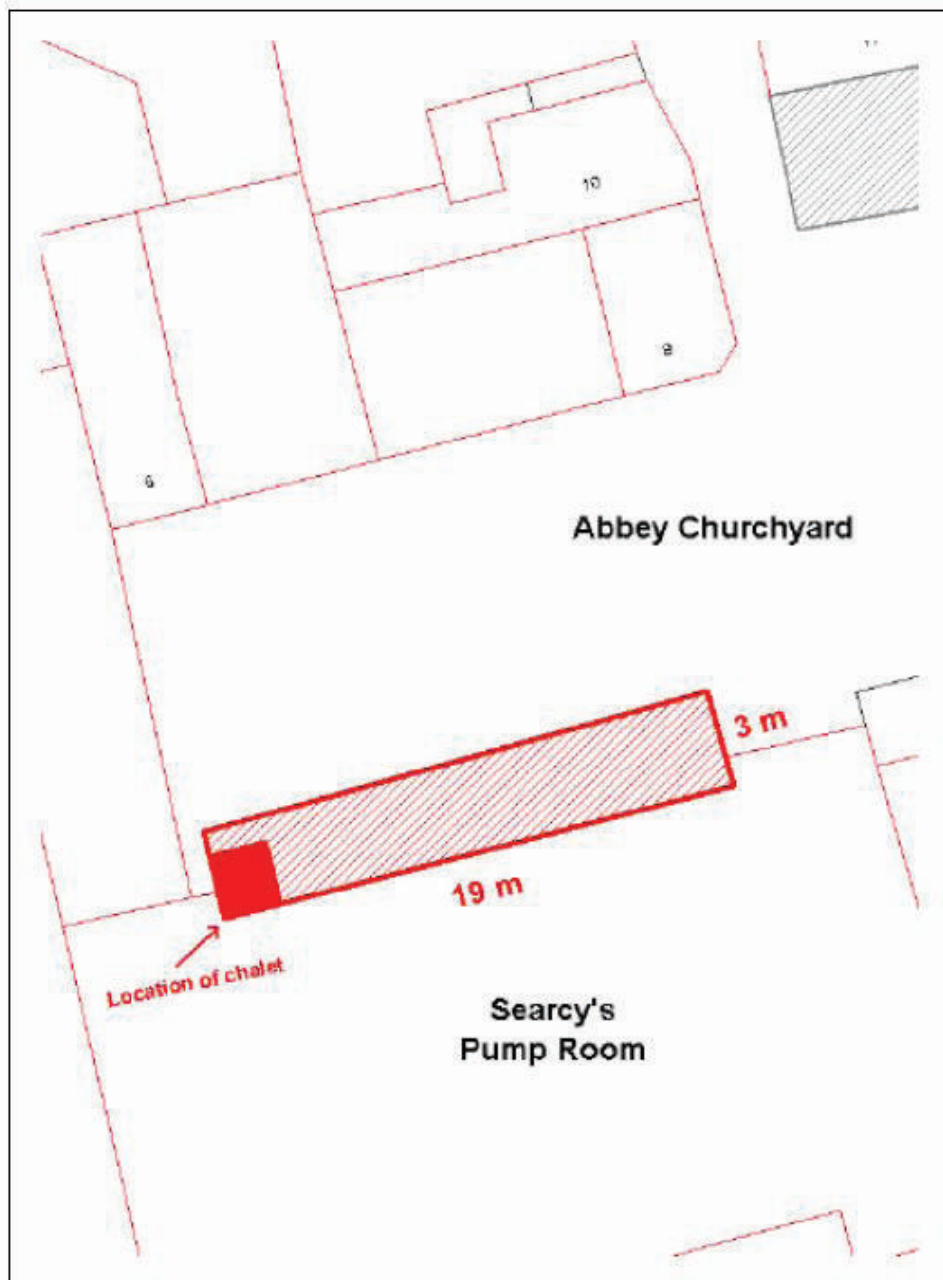 10
9
6
Abbey Churchyard
3 m
19 m
Location of chalet
Searcy's
Pump Room